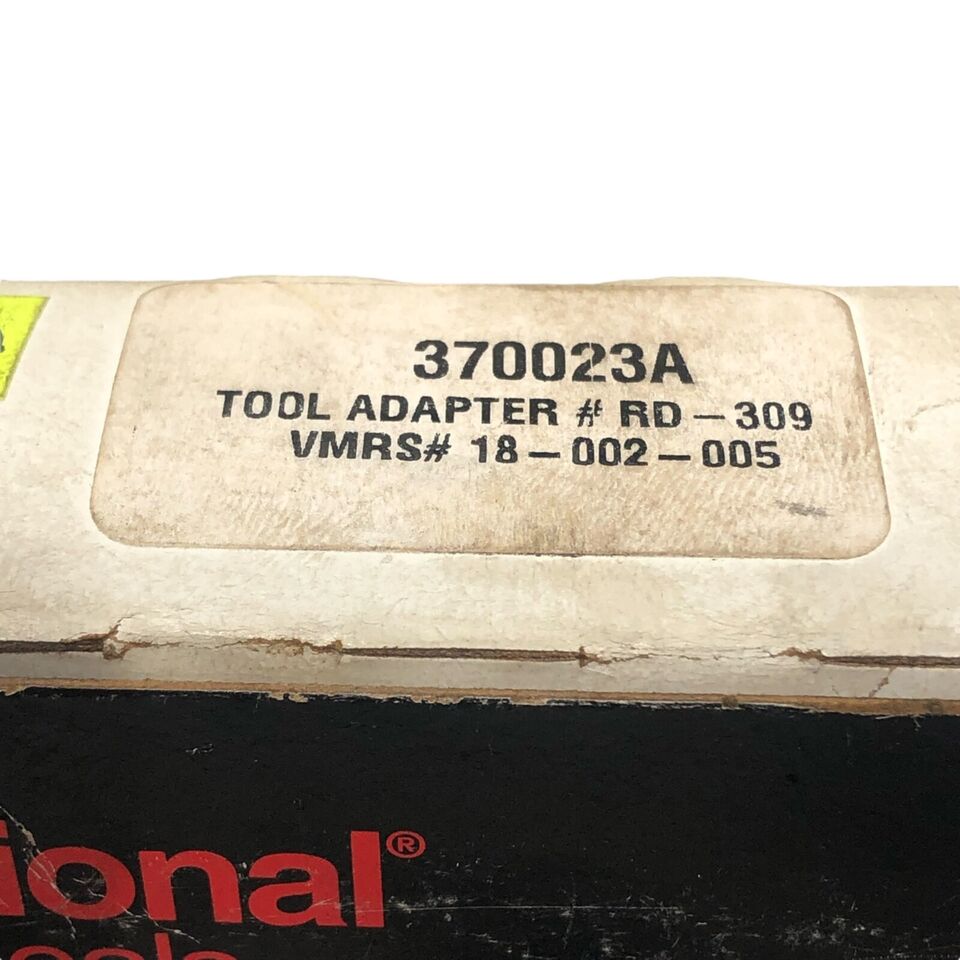 370023A
TOOL ADAPTER # RD-309
VMRS# 18-002-005
ional®